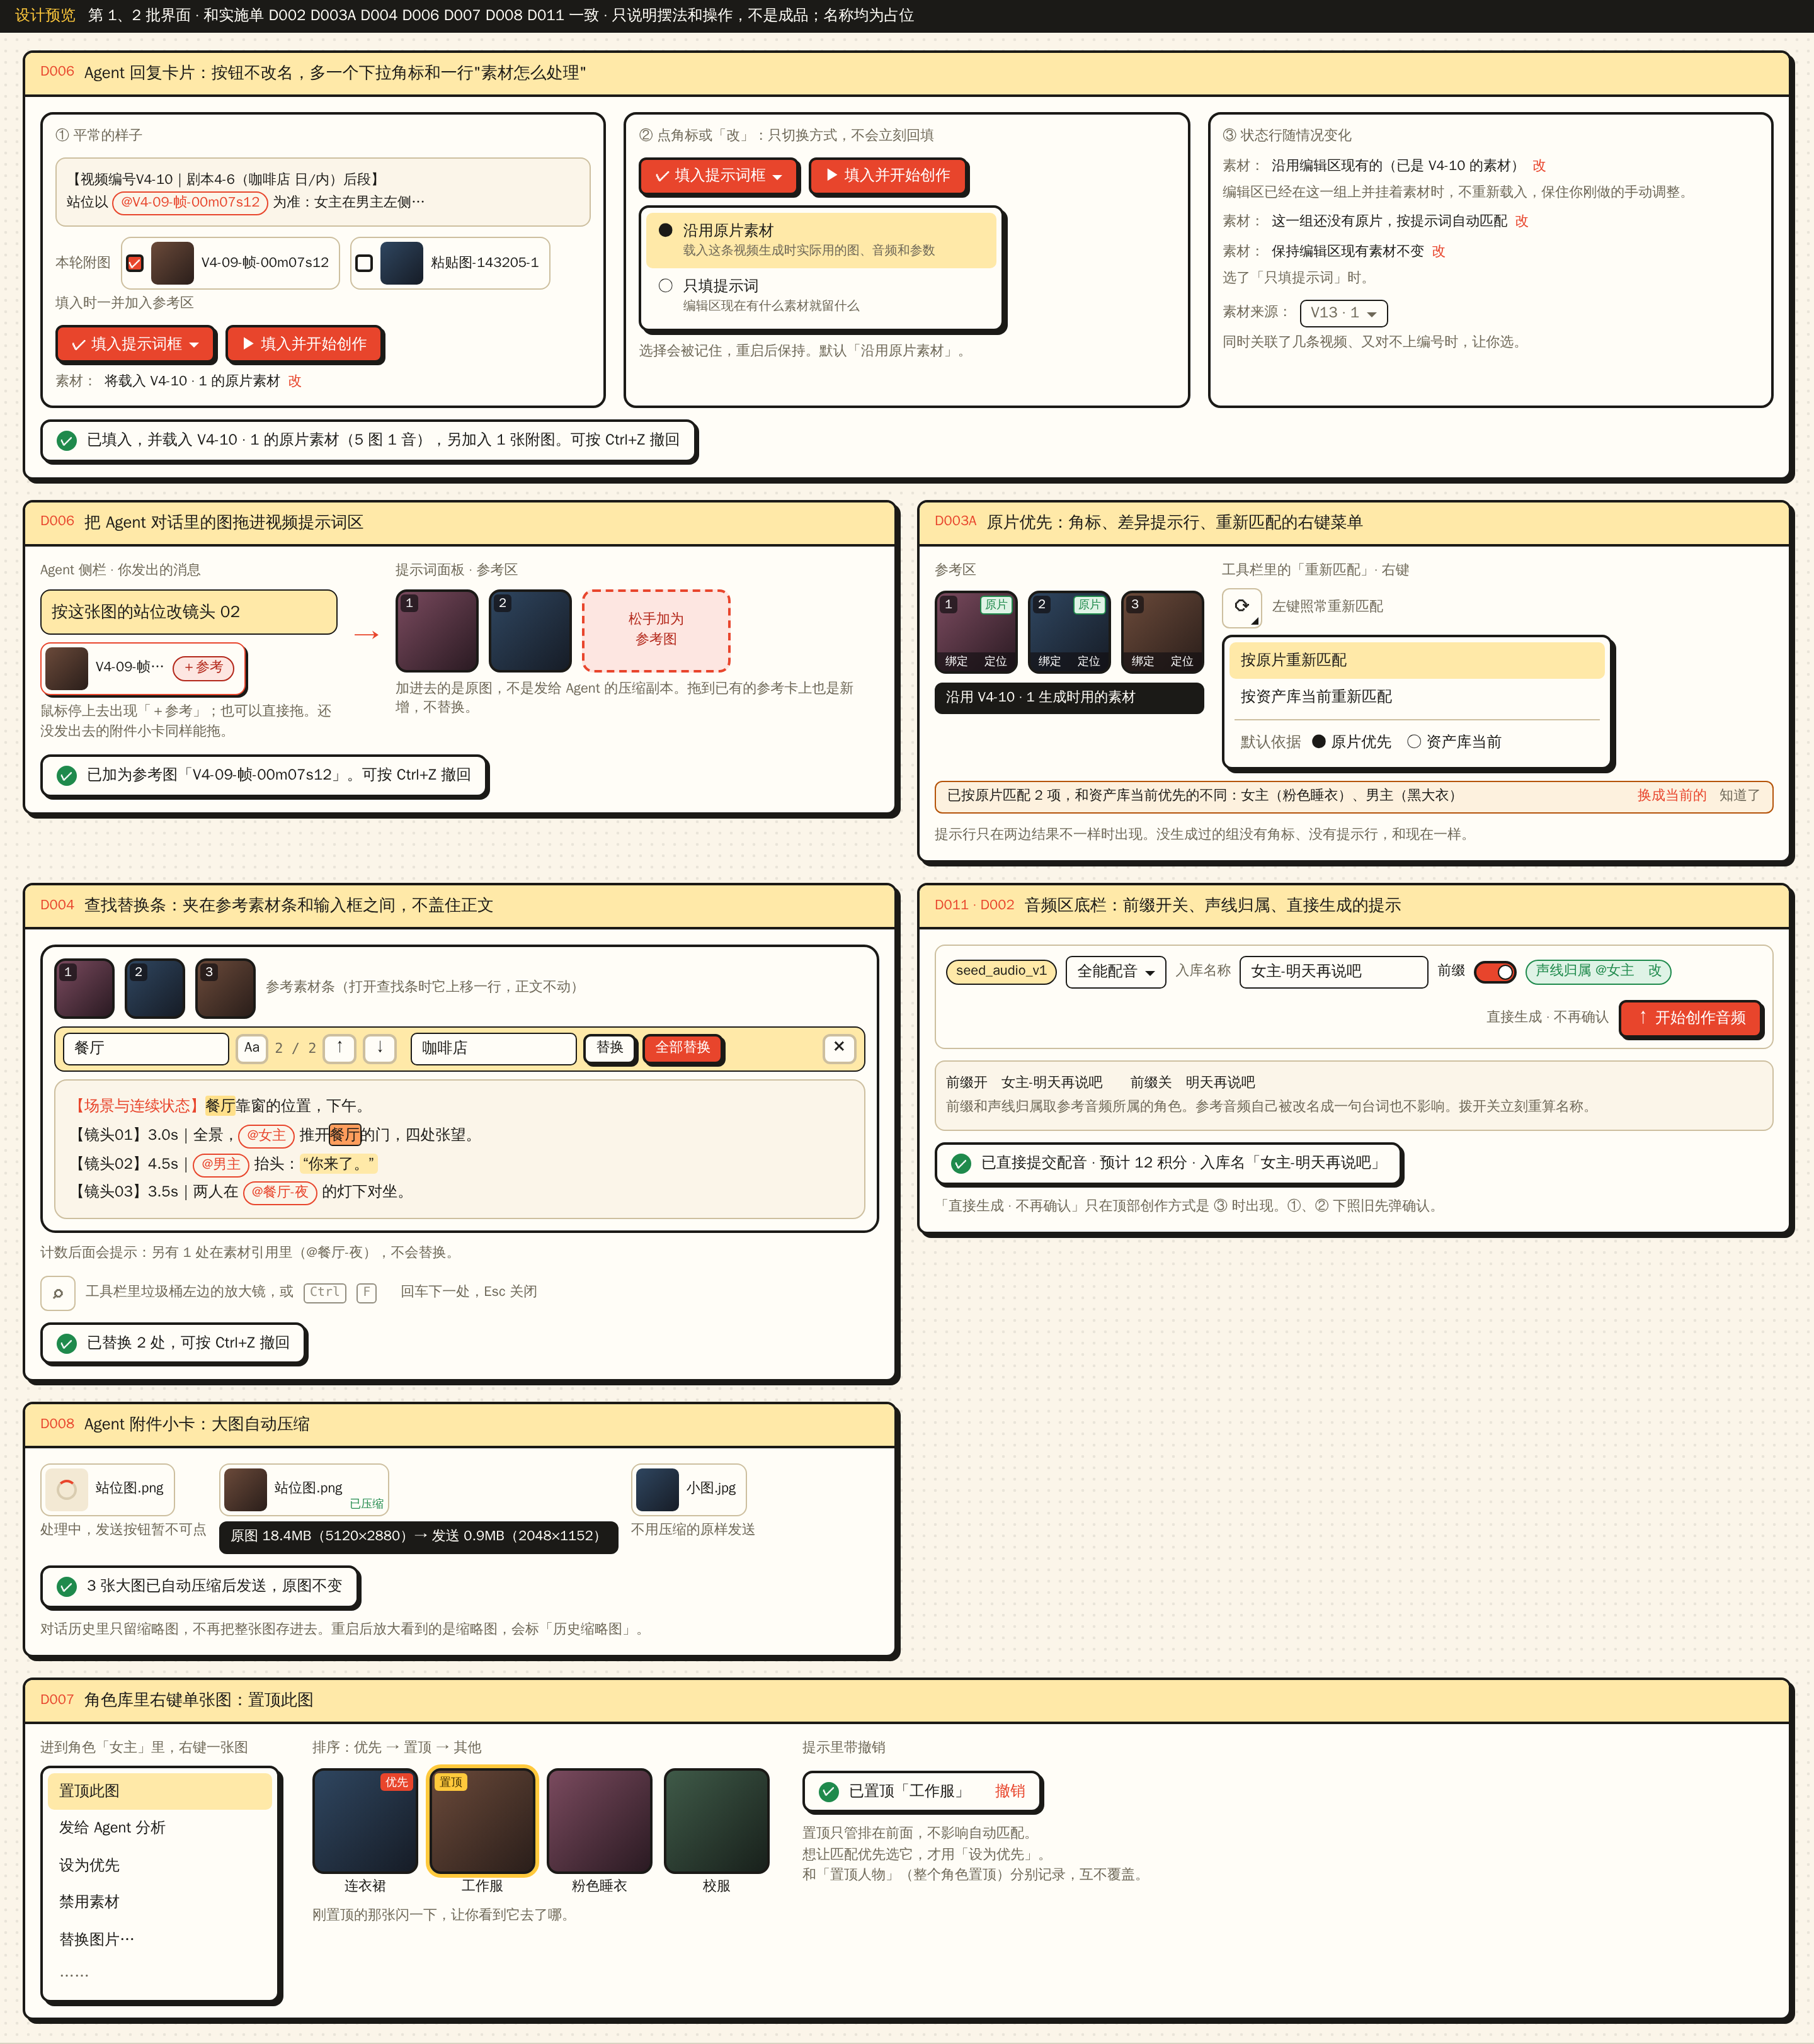 设计预览 第 1、2 批界面 · 和实施单 D002 D003A D004 D006 D007 D008 D011 一致 · 只说明摆法和操作，不是成品；名称均为占位
D006 Agent 回复卡片：按钮不改名，多一个下拉角标和一行"素材怎么处理"
① 平常的样子
【视频编号V4-10｜剧本4-6（咖啡店 日/内）后段】
站位以 @V4-09-帧-00m07s12 为准：女主在男主左侧…
本轮附图 V4-09-帧-00m07s12 粘贴图-143205-1
填入时一并加入参考区
✓ 填入提示词框 ▶ 填入并开始创作
素材： 将载入 V4-10 · 1 的原片素材 改
② 点角标或「改」：只切换方式，不会立刻回填
✓ 填入提示词框 ▶ 填入并开始创作
沿用原片素材
载入这条视频生成时实际用的图、音频和参数
只填提示词
编辑区现在有什么素材就留什么
选择会被记住，重启后保持。默认「沿用原片素材」。
③ 状态行随情况变化
素材： 沿用编辑区现有的（已是 V4-10 的素材） 改
编辑区已经在这一组上并挂着素材时，不重新载入，保住你刚做的手动调整。
素材： 这一组还没有原片，按提示词自动匹配 改
素材： 保持编辑区现有素材不变 改
选了「只填提示词」时。
素材来源： V13 · 1
同时关联了几条视频、又对不上编号时，让你选。
已填入，并载入 V4-10 · 1 的原片素材（5 图 1 音），另加入 1 张附图。可按 Ctrl+Z 撤回
D006 把 Agent 对话里的图拖进视频提示词区
Agent 侧栏 · 你发出的消息
按这张图的站位改镜头 02
V4-09-帧… ＋参考
鼠标停上去出现「＋参考」；也可以直接拖。还
没发出去的附件小卡同样能拖。
→
提示词面板 · 参考区
1 2 松手加为
参考图
加进去的是原图，不是发给 Agent 的压缩副本。拖到已有的参考卡上也是新
增，不替换。
已加为参考图「V4-09-帧-00m07s12」。可按 Ctrl+Z 撤回
D003A 原片优先：角标、差异提示行、重新匹配的右键菜单
参考区
1 原片 2 原片 3
绑定 定位 绑定 定位 绑定 定位
沿用 V4-10 · 1 生成时用的素材
工具栏里的「重新匹配」· 右键
⟳ 左键照常重新匹配
按原片重新匹配
按资产库当前重新匹配
默认依据 原片优先 资产库当前
已按原片匹配 2 项，和资产库当前优先的不同：女主（粉色睡衣）、男主（黑大衣） 换成当前的 知道了
提示行只在两边结果不一样时出现。没生成过的组没有角标、没有提示行，和现在一样。
D004 查找替换条：夹在参考素材条和输入框之间，不盖住正文
1 2 3 参考素材条（打开查找条时它上移一行，正文不动）
餐厅 Aa 2 / 2 ↑ ↓ 咖啡店 替换 全部替换 ✕
【场景与连续状态】餐厅靠窗的位置，下午。
【镜头01】3.0s｜全景，@女主 推开餐厅的门，四处张望。
【镜头02】4.5s｜@男主 抬头：“你来了。”
【镜头03】3.5s｜两人在 @餐厅-夜 的灯下对坐。
计数后面会提示：另有 1 处在素材引用里（@餐厅-夜），不会替换。
⌕ 工具栏里垃圾桶左边的放大镜，或 Ctrl F 回车下一处，Esc 关闭
已替换 2 处，可按 Ctrl+Z 撤回
D011 · D002 音频区底栏：前缀开关、声线归属、直接生成的提示
seed_audio_v1 全能配音 入库名称 女主-明天再说吧 前缀 声线归属 @女主 改
直接生成 · 不再确认 ↑ 开始创作音频
前缀开 女主-明天再说吧 前缀关 明天再说吧
前缀和声线归属取参考音频所属的角色。参考音频自己被改名成一句台词也不影响。拨开关立刻重算名称。
已直接提交配音 · 预计 12 积分 · 入库名「女主-明天再说吧」
「直接生成 · 不再确认」只在顶部创作方式是 ③ 时出现。①、② 下照旧先弹确认。
D008 Agent 附件小卡：大图自动压缩
站位图.png
处理中，发送按钮暂不可点
站位图.png 已压缩
原图 18.4MB（5120×2880）→ 发送 0.9MB（2048×1152）
小图.jpg
不用压缩的原样发送
3 张大图已自动压缩后发送，原图不变
对话历史里只留缩略图，不再把整张图存进去。重启后放大看到的是缩略图，会标「历史缩略图」。
D007 角色库里右键单张图：置顶此图
进到角色「女主」里，右键一张图
置顶此图
发给 Agent 分析
设为优先
禁用素材
替换图片…
……
排序：优先 → 置顶 → 其他
优先 置顶
连衣裙 工作服 粉色睡衣 校服
刚置顶的那张闪一下，让你看到它去了哪。
提示里带撤销
已置顶「工作服」 撤销
置顶只管排在前面，不影响自动匹配。
想让匹配优先选它，才用「设为优先」。
和「置顶人物」（整个角色置顶）分别记录，互不覆盖。